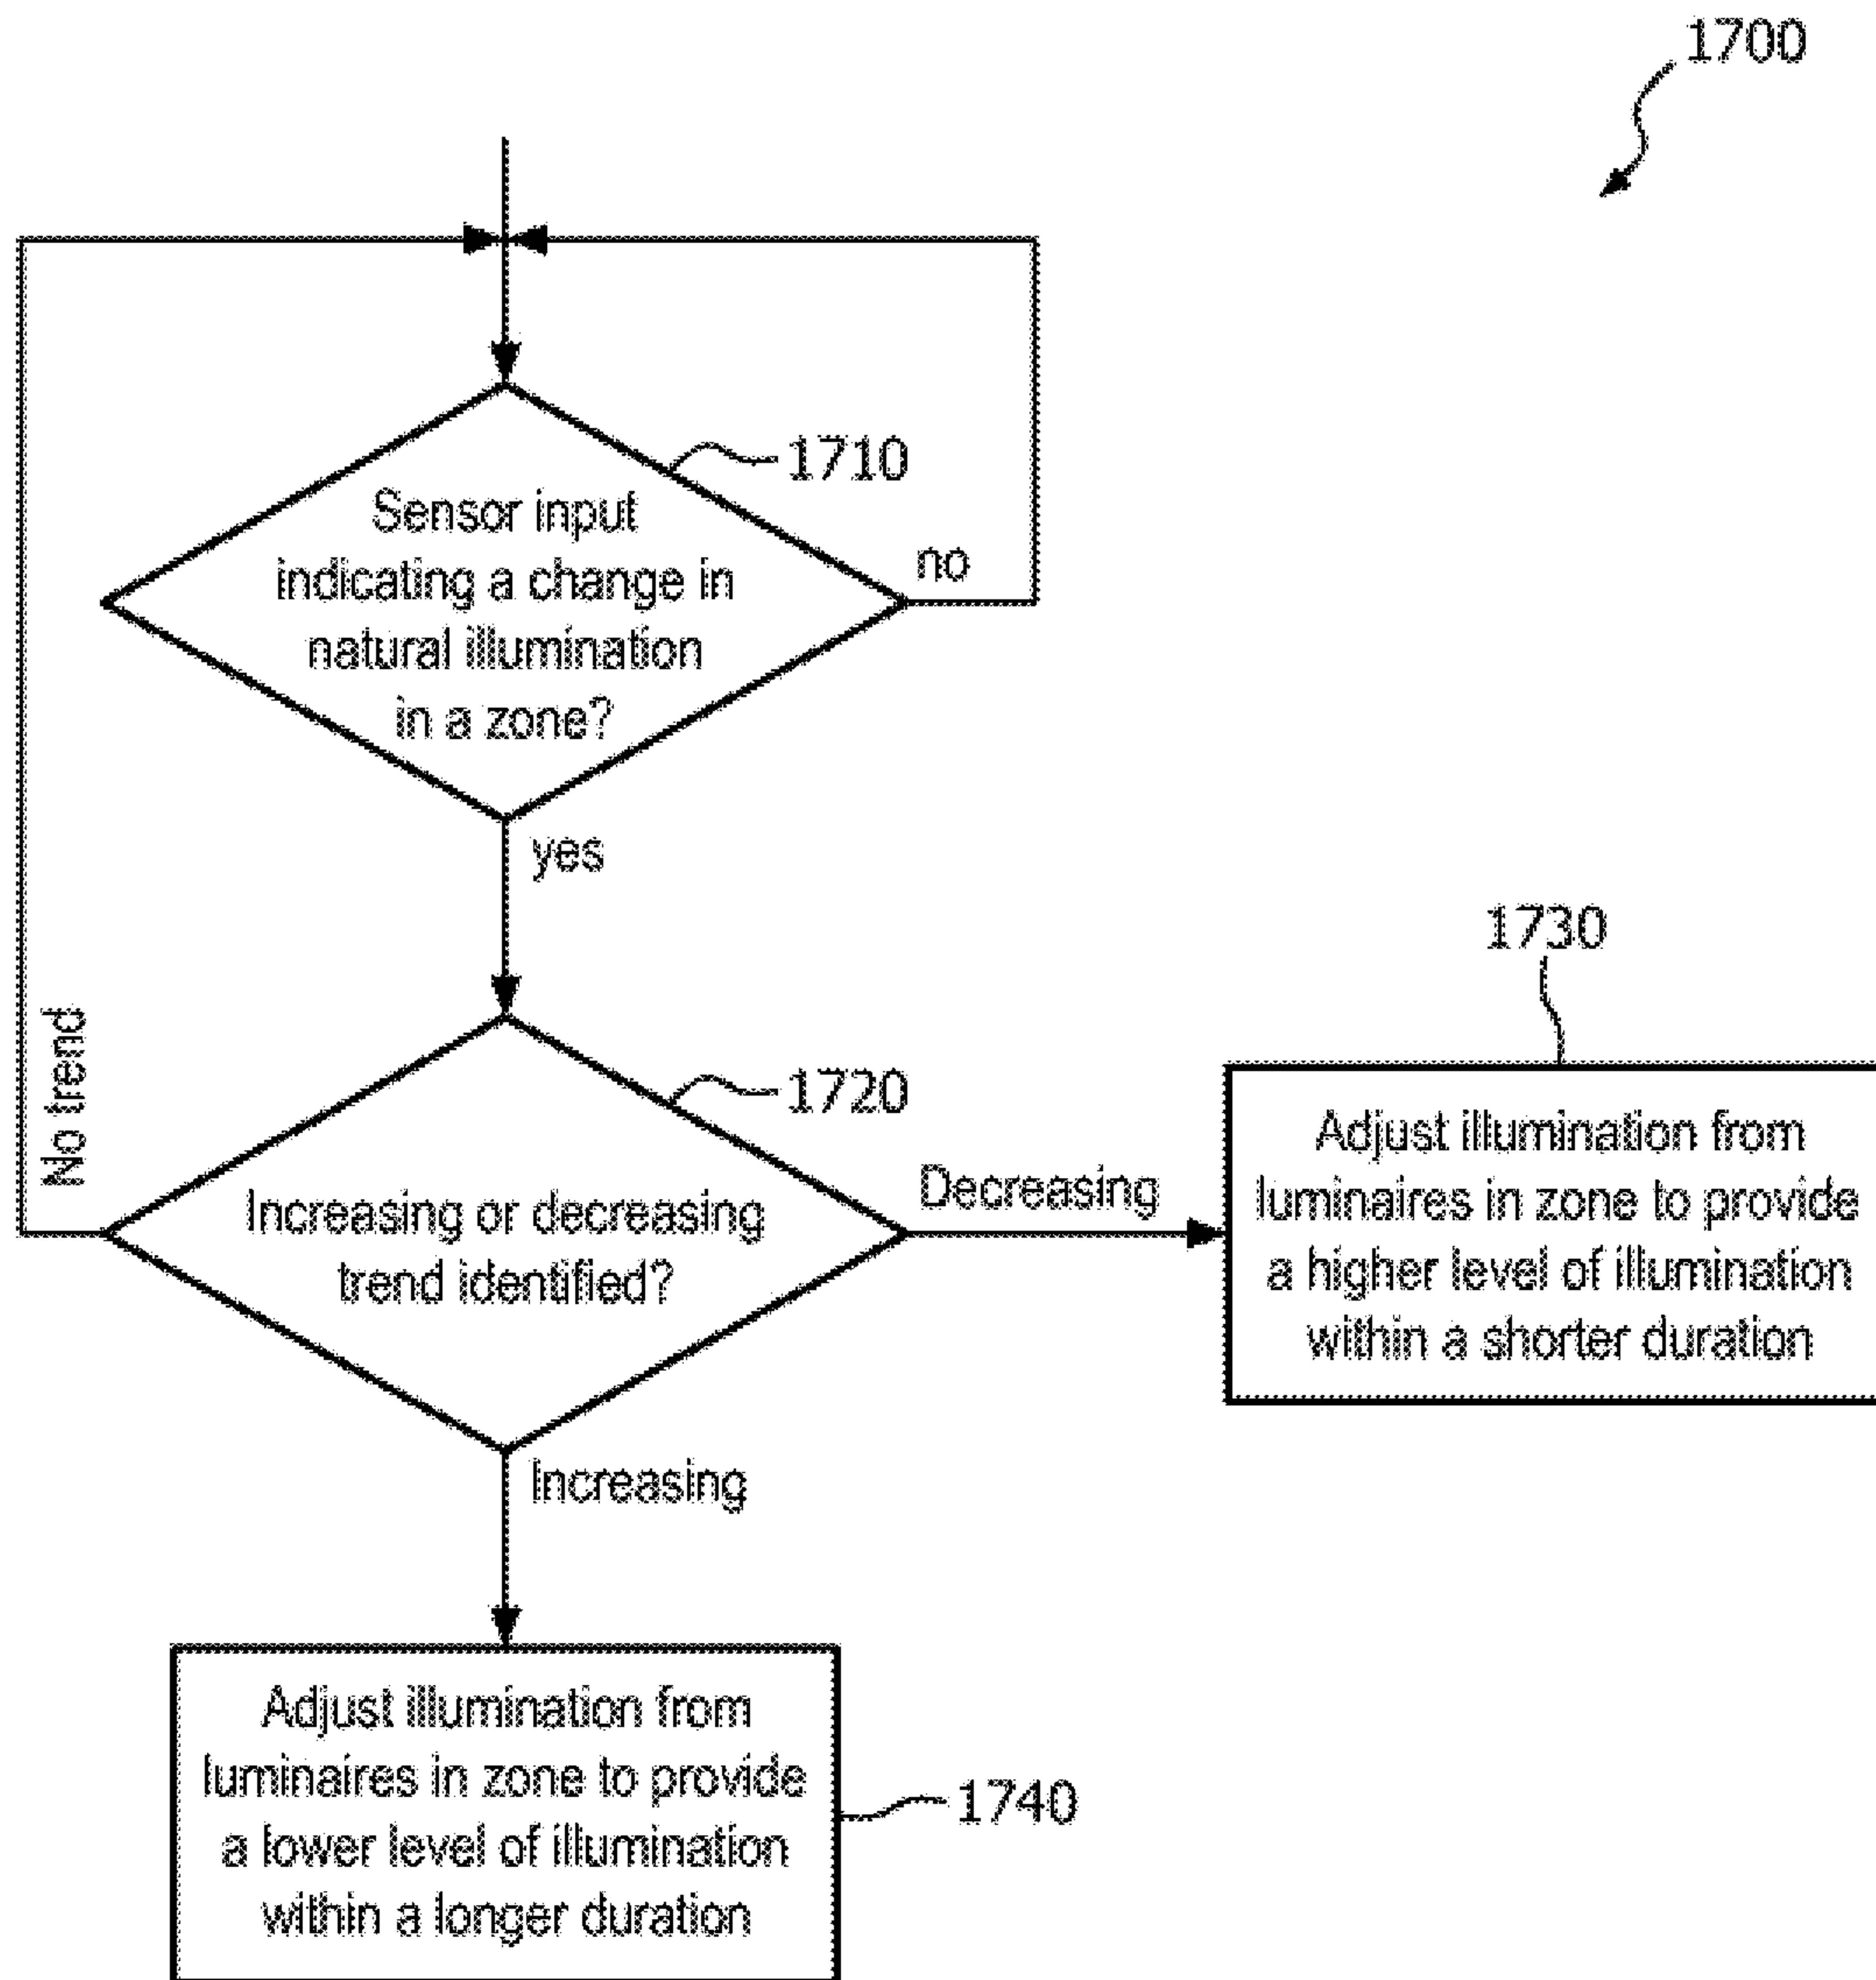 1700
1710
Sensor input
indicating a change in
natural illumination
in a zone?
no
yes
No trend
1720
Increasing or decreasing
trend identified?
Decreasing
1730
Adjust illumination from
luminaires in zone to provide
a higher level of illumination
within a shorter duration
Increasing
Adjust illumination from
luminaires in zone to provide
a lower level of illumination
within a longer duration
1740